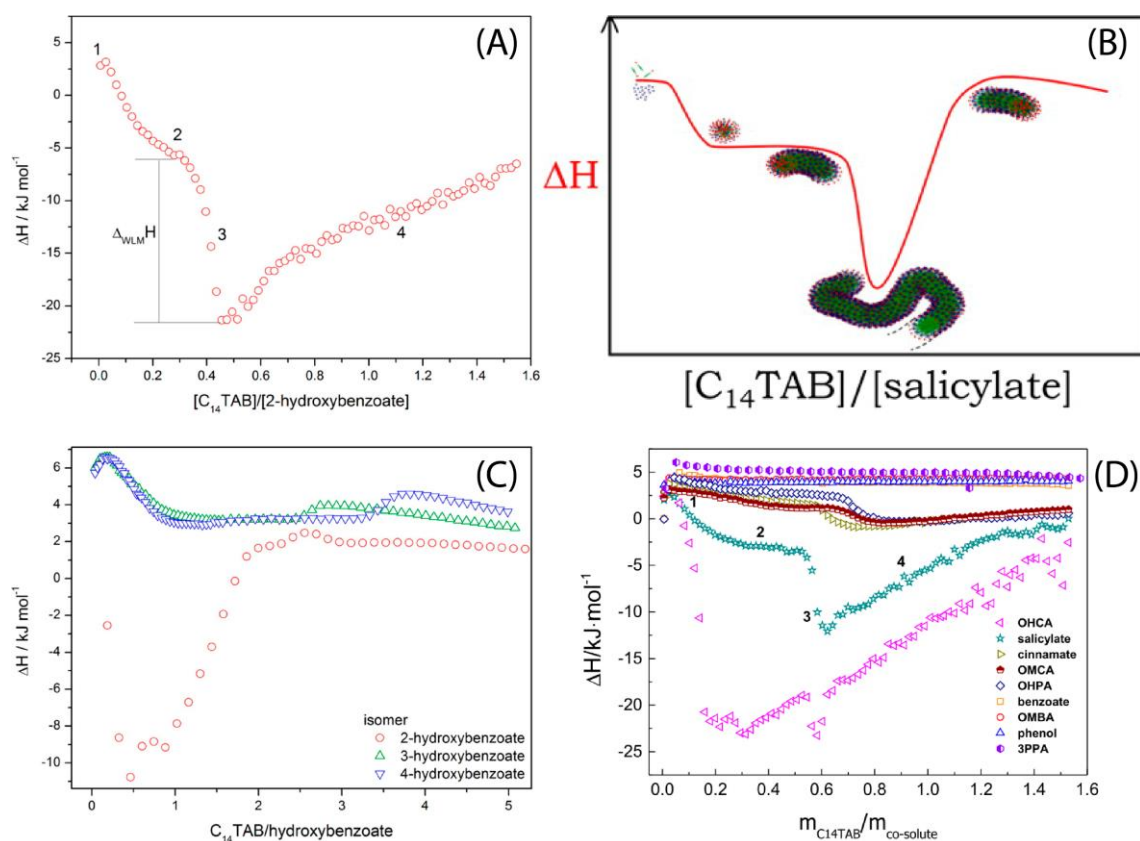 (A)
5
0
-5
-10
-15
-20
-25
ΔH / kJ mol⁻¹
1
2
3
4
Δ_WLM H
0.0 0.2 0.4 0.6 0.8 1.0 1.2 1.4 1.6
[C₁₄TAB]/[2-hydroxybenzoate]
(B)
ΔH
[C₁₄TAB]/[salicylate]
(C)
6
4
2
0
-2
-4
-6
-8
-10
ΔH / kJ mol⁻¹
isomer
2-hydroxybenzoate
3-hydroxybenzoate
4-hydroxybenzoate
0 1 2 3 4 5
C₁₄TAB/hydroxybenzoate
(D)
5
0
-5
-10
-15
-20
-25
ΔH/kJ·mol⁻¹
1
2
3
4
OHCA
salicylate
cinnamate
OMCA
OHPA
benzoate
OMBA
phenol
3PPA
0.0 0.2 0.4 0.6 0.8 1.0 1.2 1.4 1.6
m_C14TAB/m_co-solute